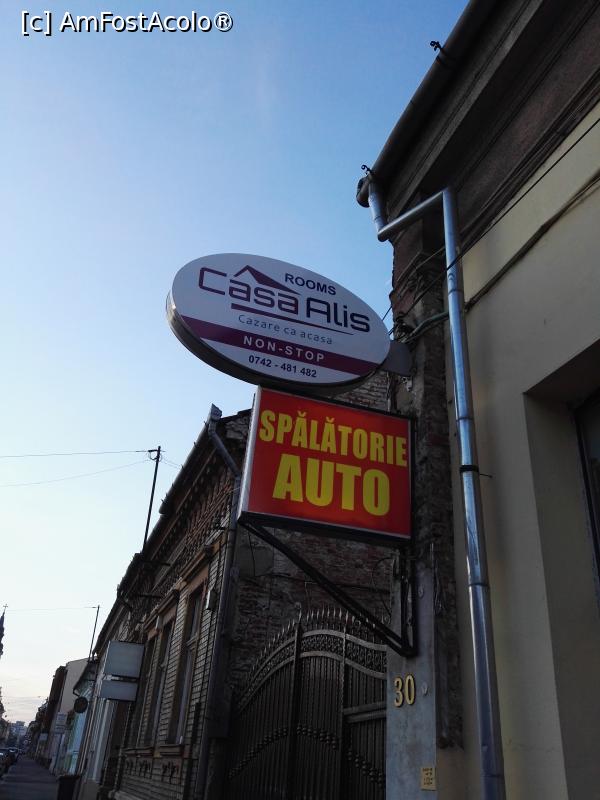 [c] AmFostAcolo®
ROOMS
Casa Alis
Cazare ca acasa
NON-STOP
0742 - 481 482
SPĂLĂTORIE
AUTO
30